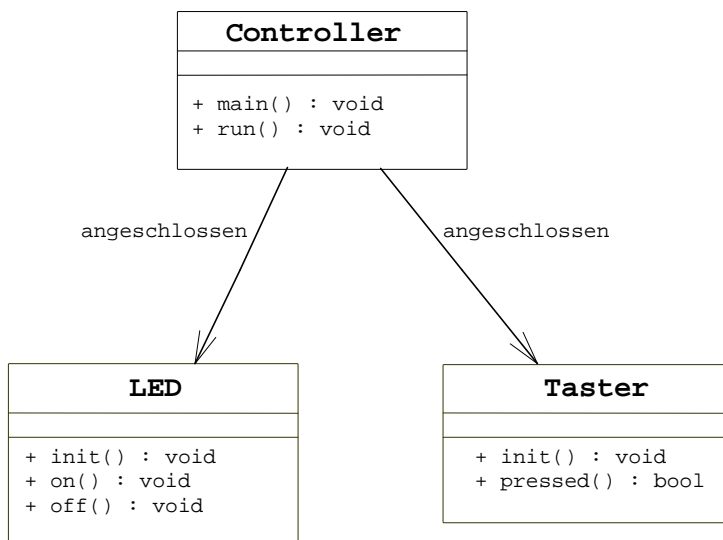 Controller
+ main() : void
+ run() : void
angeschlossen
angeschlossen
LED
+ init() : void
+ on() : void
+ off() : void
Taster
+ init() : void
+ pressed() : bool